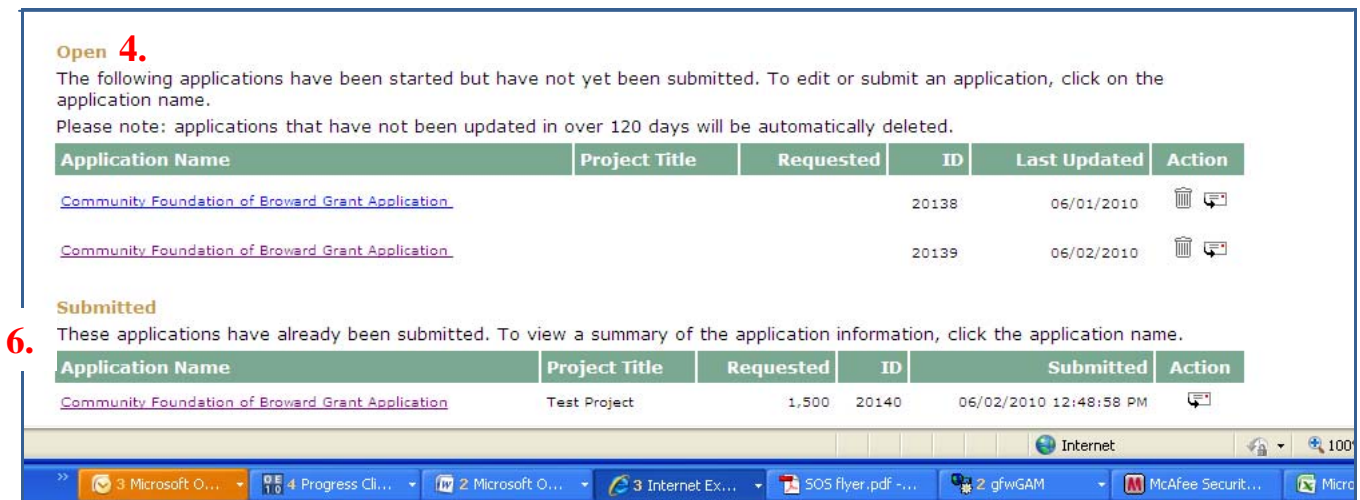 Open 4.
The following applications have been started but have not yet been submitted. To edit or submit an application, click on the
application name.
Please note: applications that have not been updated in over 120 days will be automatically deleted.
Application Name Project Title Requested ID Last Updated Action
Community Foundation of Broward Grant Application 20138 06/01/2010
Community Foundation of Broward Grant Application 20139 06/02/2010
Submitted
6. These applications have already been submitted. To view a summary of the application information, click the application name.
Application Name Project Title Requested ID Submitted Action
Community Foundation of Broward Grant Application Test Project 1,500 20140 06/02/2010 12:48:58 PM
Internet 100%
» 3 Microsoft O... 4 Progress Cli... 2 Microsoft O... 3 Internet Ex... SOS flyer.pdf -... 2 gfwGAM McAfee Securit... Micro